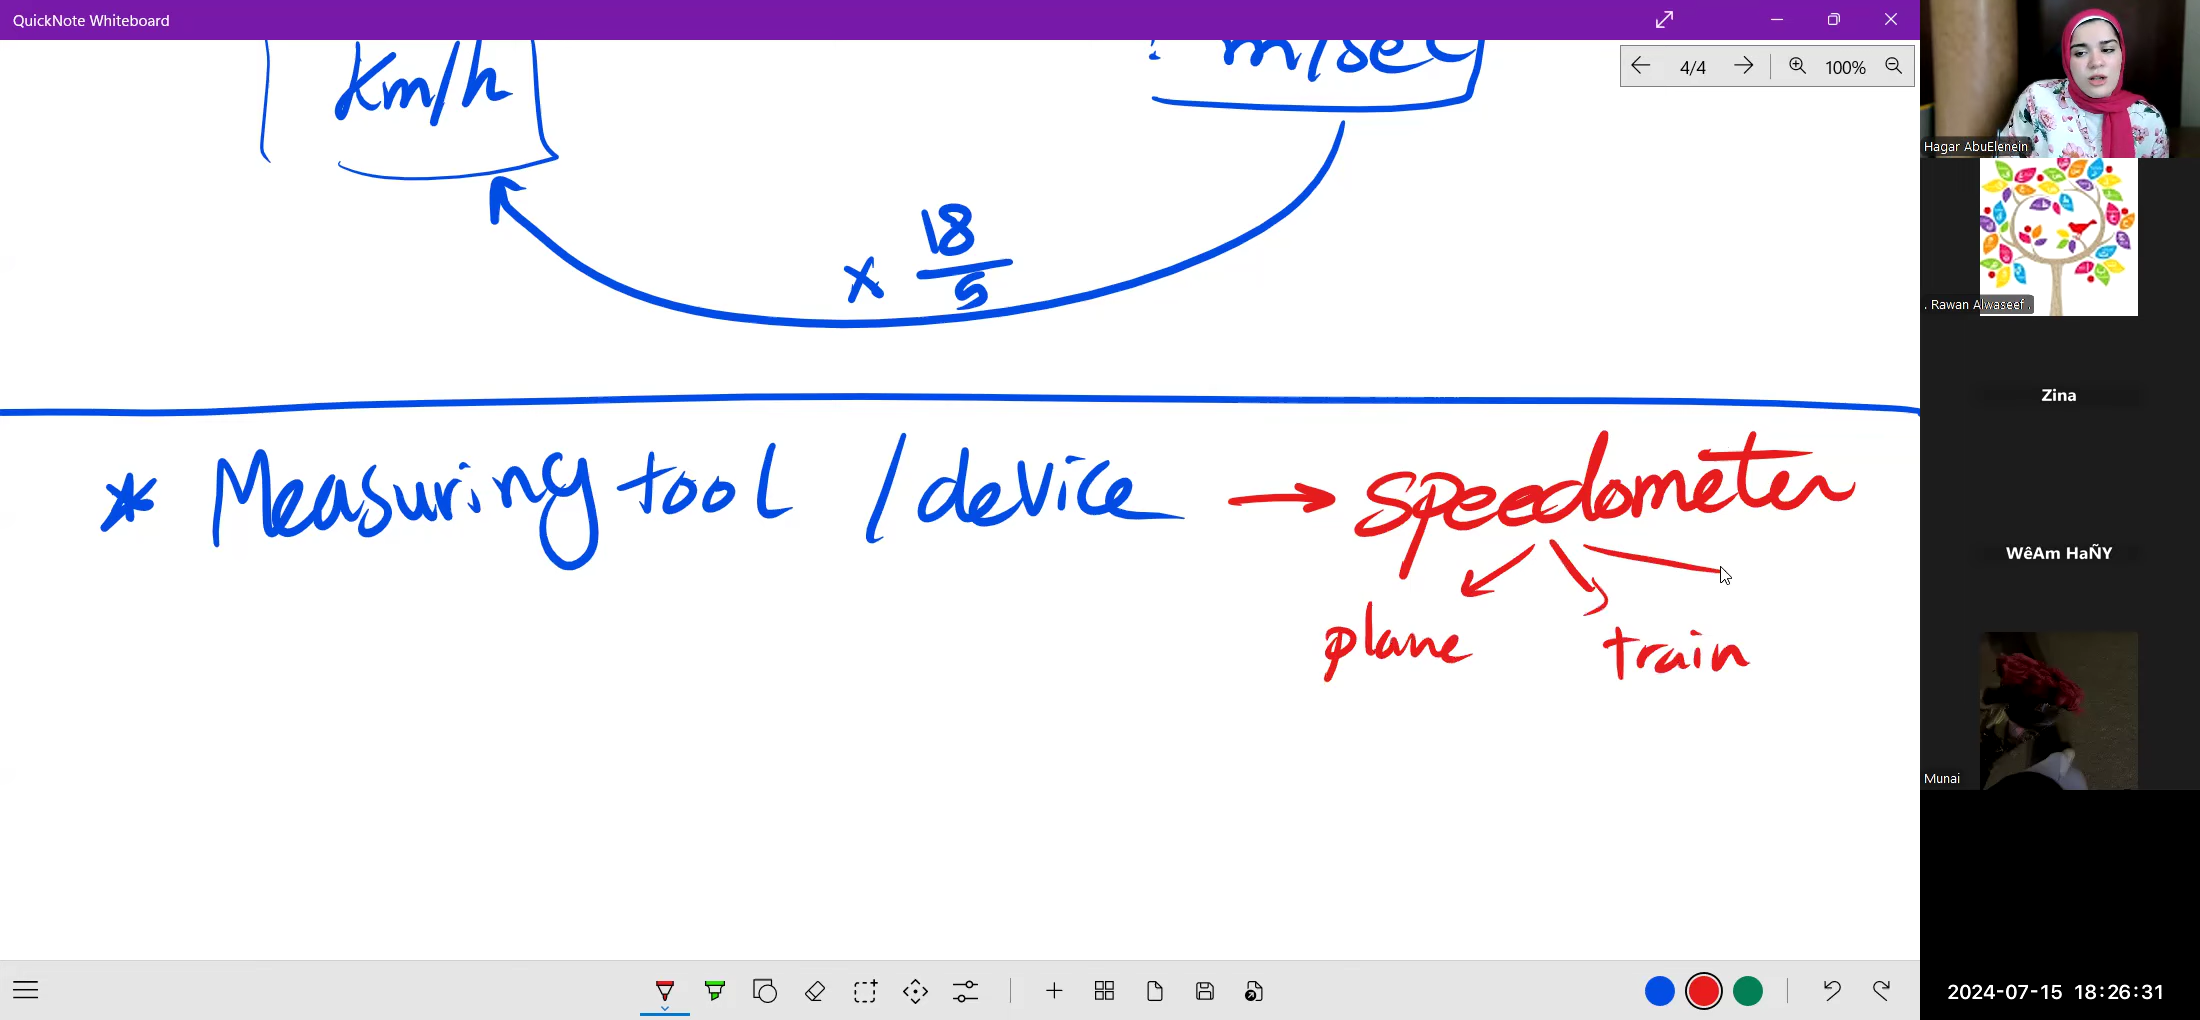 QuickNote Whiteboard
km/h
m/sec
4/4
100%
× 18/5
* Measuring tool / device → speedometer
plane
train
Hagar AbuElenein
. Rawan Alwaseef .
Zina
WêAm HaÑY
Munai
2024-07-15 18:26:31